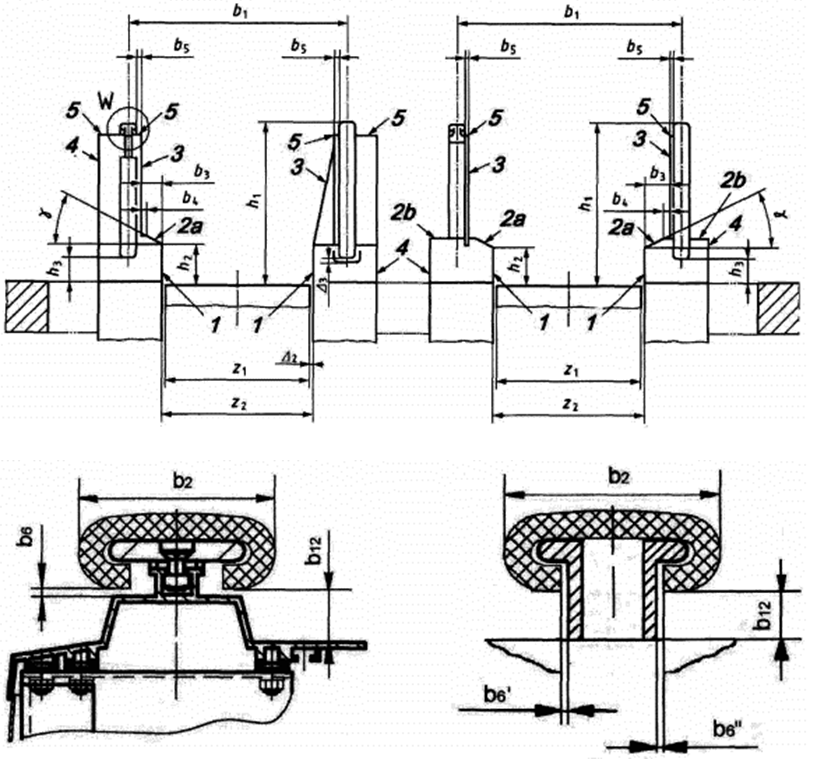 b₁ b₁
b₅ b₅ b₅ b₅
W
5 5 5 5 5
4 3 5 3
b₃ 3 h₁ 3 h₁ b₃
γ b₄ b₄ 2b
2a 2b 2a 2a 4 γ
h₃ h₂ 4 h₂ h₃
Δ₃
1 1 1 1
Δ₂
z₁ z₁
z₂ z₂
b₂ b₂
b₆ b₁₂
b₁₂
b₆'
b₆"